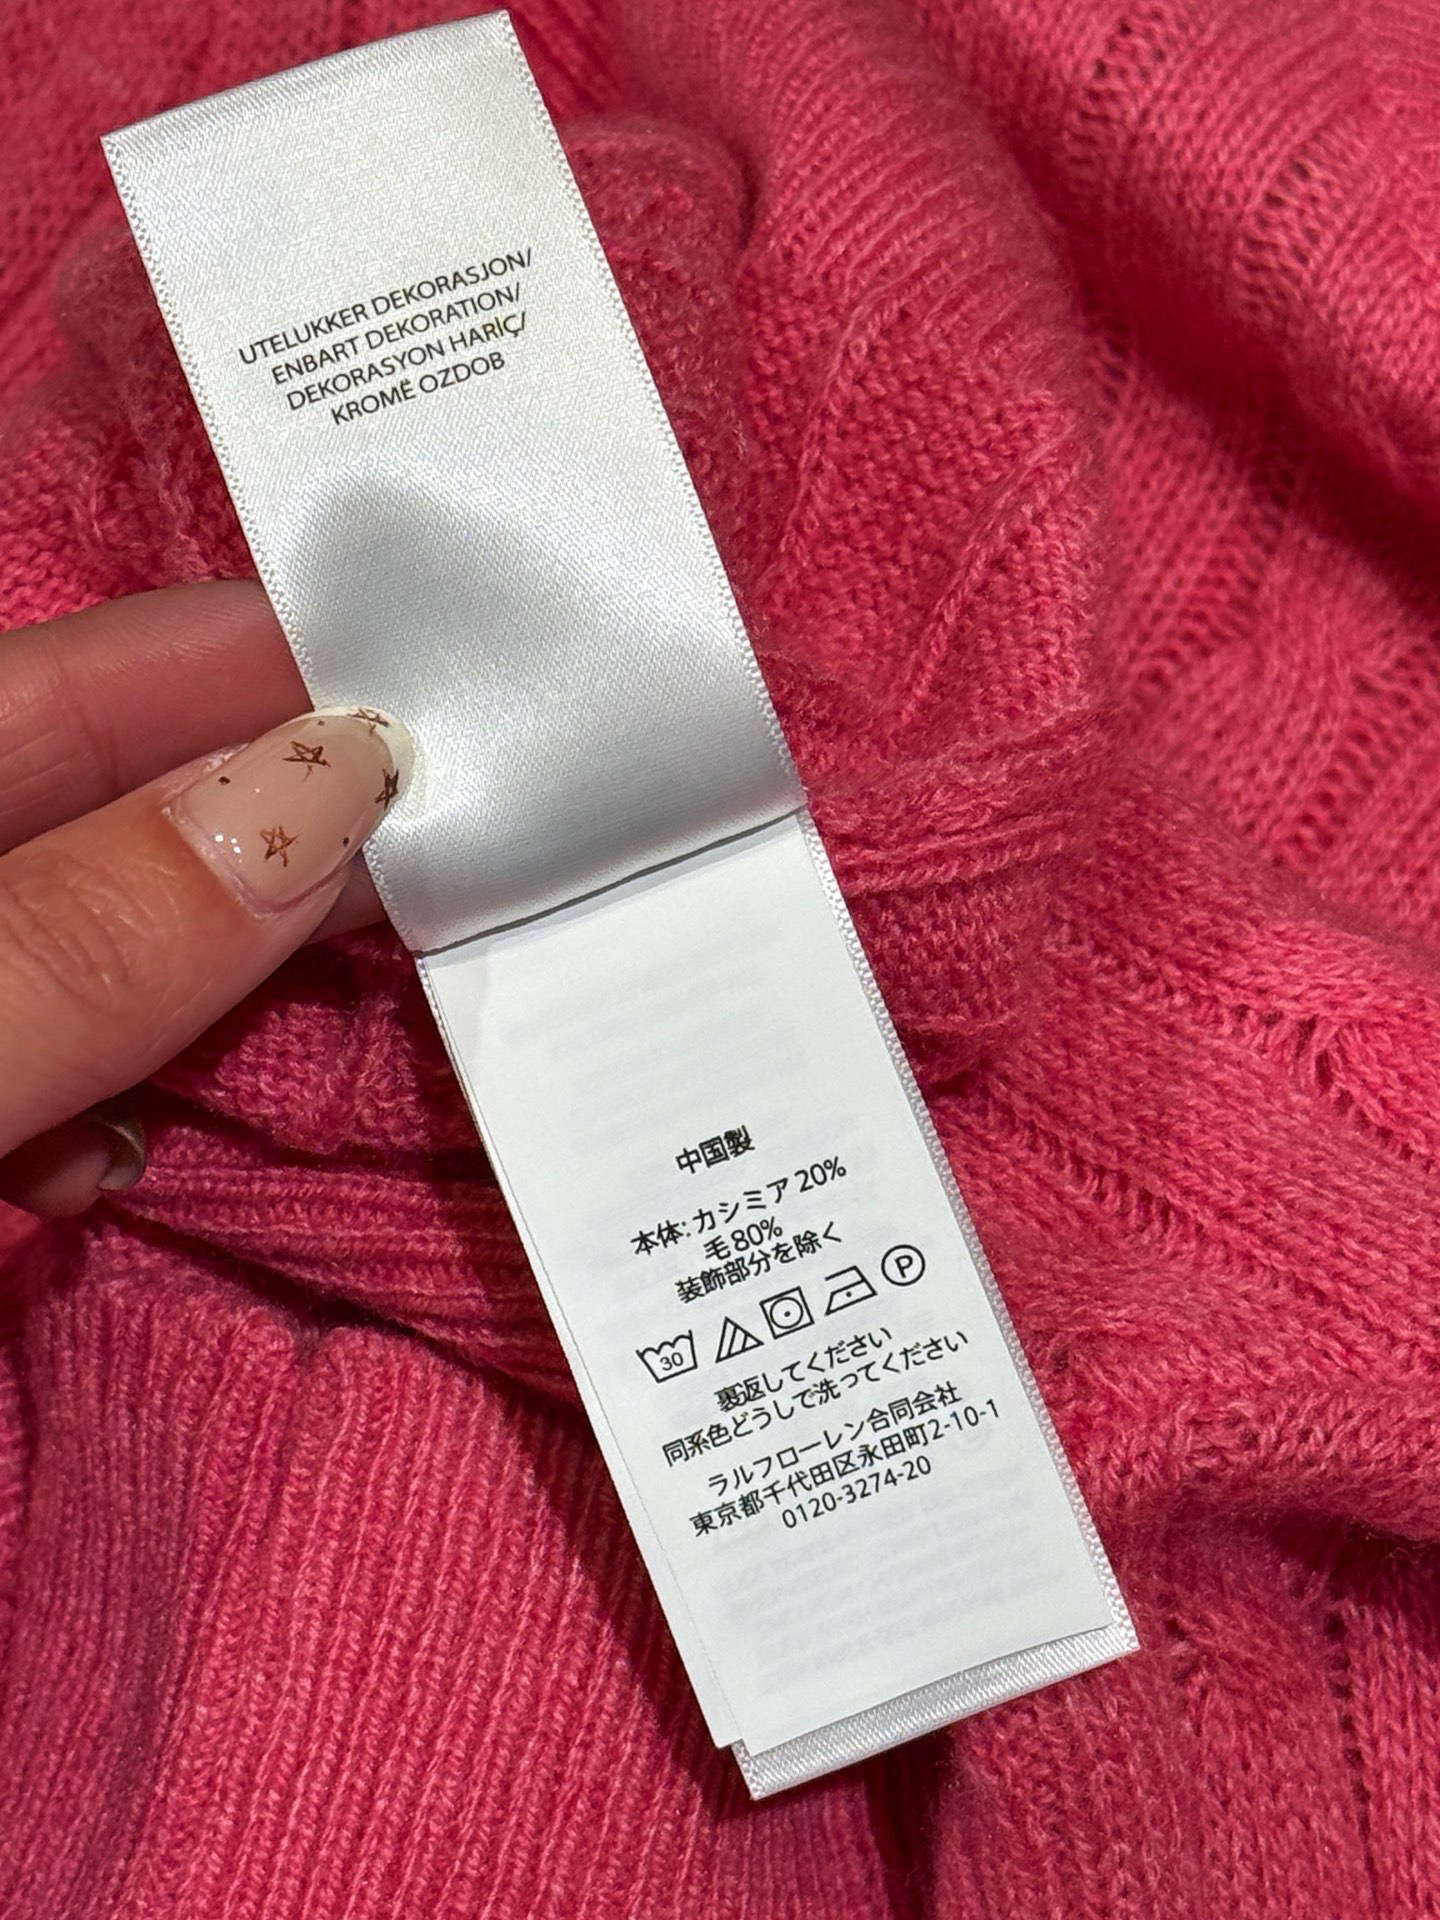 UTELUKKER DEKORASJON/
ENBART DEKORATION/
DEKORASYON HARİÇ/
KROMĚ OZDOB
中国製
本体: カシミア 20%
毛 80%
装飾部分を除く
30 P
裏返してください
同系色どうしで洗ってください
ラルフローレン合同会社
東京都千代田区永田町2-10-1
0120-3274-20